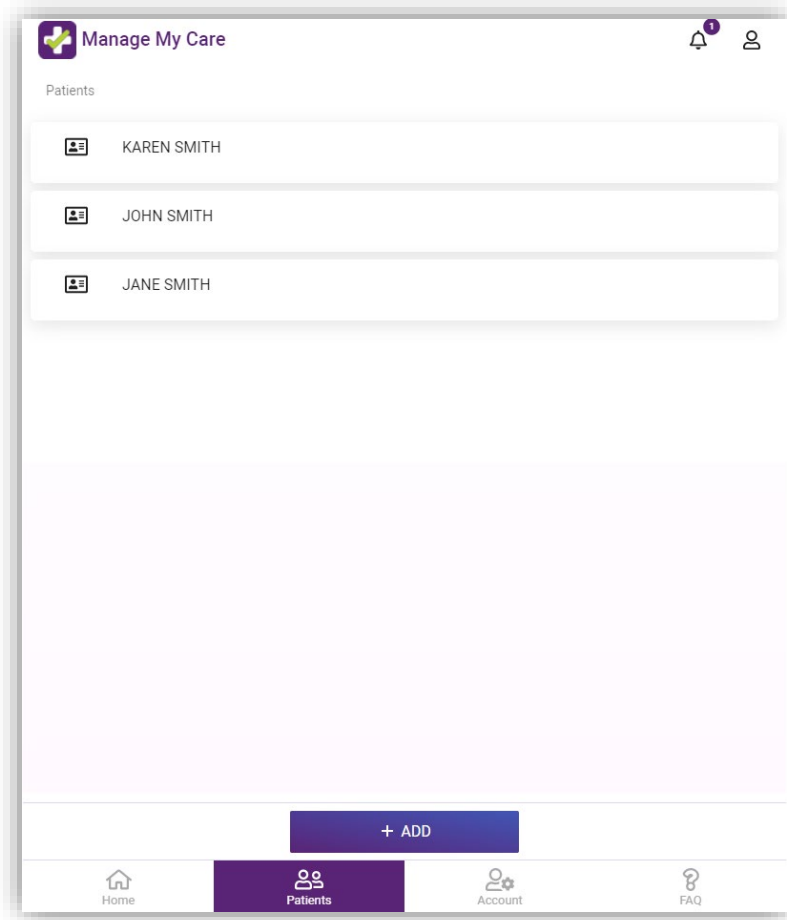 Manage My Care
1
Patients
KAREN SMITH
JOHN SMITH
JANE SMITH
+ ADD
Home
Patients
Account
FAQ